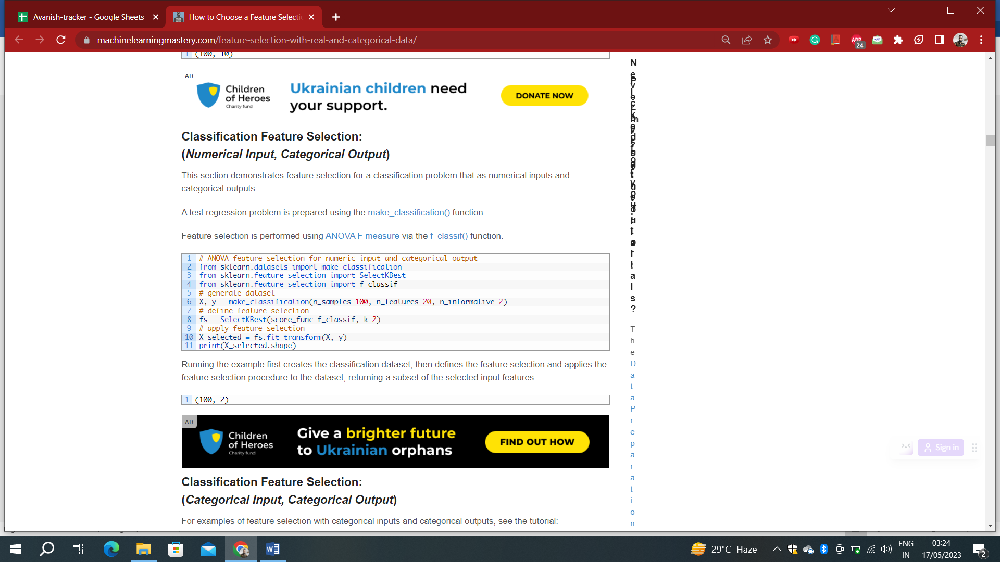 Avanish-tracker - Google Sheets
How to Choose a Feature Selecti
machinelearningmastery.com/feature-selection-with-real-and-categorical-data/
ABP
24
1 (100, 10)
AD
Children
of Heroes
Charity fund
Ukrainian children need
your support.
DONATE NOW
Classification Feature Selection:
(Numerical Input, Categorical Output)
This section demonstrates feature selection for a classification problem that as numerical inputs and
categorical outputs.
A test regression problem is prepared using the make_classification() function.
Feature selection is performed using ANOVA F measure via the f_classif() function.
1 # ANOVA feature selection for numeric input and categorical output
2 from sklearn.datasets import make_classification
3 from sklearn.feature_selection import SelectKBest
4 from sklearn.feature_selection import f_classif
5 # generate dataset
6 X, y = make_classification(n_samples=100, n_features=20, n_informative=2)
7 # define feature selection
8 fs = SelectKBest(score_func=f_classif, k=2)
9 # apply feature selection
10 X_selected = fs.fit_transform(X, y)
11 print(X_selected.shape)
Running the example first creates the classification dataset, then defines the feature selection and applies the
feature selection procedure to the dataset, returning a subset of the selected input features.
1 (100, 2)
AD
Children
of Heroes
Charity fund
Give a brighter future
to Ukrainian orphans
FIND OUT HOW
Classification Feature Selection:
(Categorical Input, Categorical Output)
For examples of feature selection with categorical inputs and categorical outputs, see the tutorial:
T
h
e
D
a
t
a
P
r
e
p
a
r
a
t
i
o
n
Sign in
29°C Haze
ENG
IN
03:24
17/05/2023
2